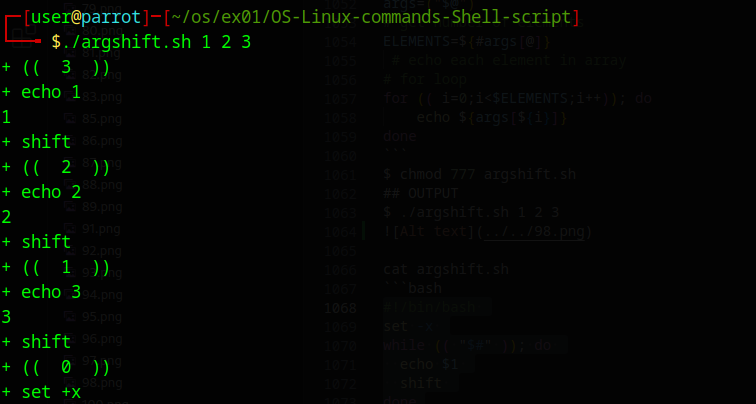 ┌─[user@parrot]─[~/os/ex01/OS-Linux-commands-Shell-script]
└──╼ $./argshift.sh 1 2 3
+ ((  3  ))
+ echo 1
1
+ shift
+ ((  2  ))
+ echo 2
2
+ shift
+ ((  1  ))
+ echo 3
3
+ shift
+ ((  0  ))
+ set +x
82.png
83.png
85.png
86.png
88.png
89.png
91.png
92.png
94.png
95.png
96.png
98.png
1054 ELEMENTS=${#args[@]}
1055 # echo each element in array
1056 # for loop
1057 for (( i=0;i<$ELEMENTS;i++)); do
1058 echo ${args[${i}]}
1059 done
1060 ```
1061 $ chmod 777 argshift.sh
1062 ## OUTPUT
1063 $ ./argshift.sh 1 2 3
1064 ![Alt text](../../98.png)
1065
1066 cat argshift.sh
1067 ```bash
1068 #!/bin/bash
1069 set -x
1070 while (( "$#" )); do
1071 echo $1
1072 shift